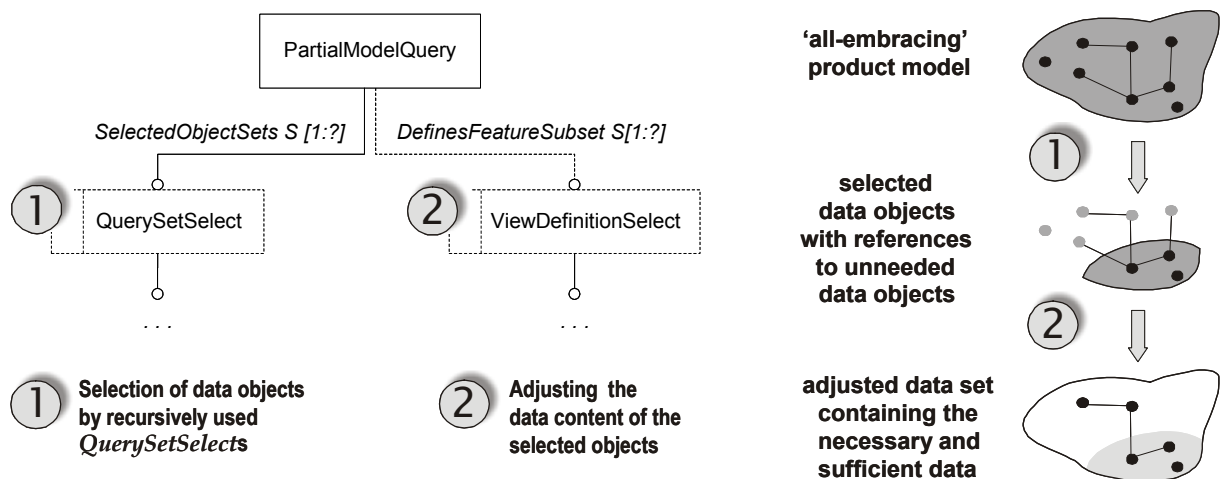 PartialModelQuery
SelectedObjectSets S [1:?]
DefinesFeatureSubset S[1:?]
1
QuerySetSelect
2
ViewDefinitionSelect
. . .
. . .
1
Selection of data objects
by recursively used
QuerySetSelects
2
Adjusting the
data content of the
selected objects
'all-embracing'
product model
1
selected
data objects
with references
to unneeded
data objects
2
adjusted data set
containing the
necessary and
sufficient data